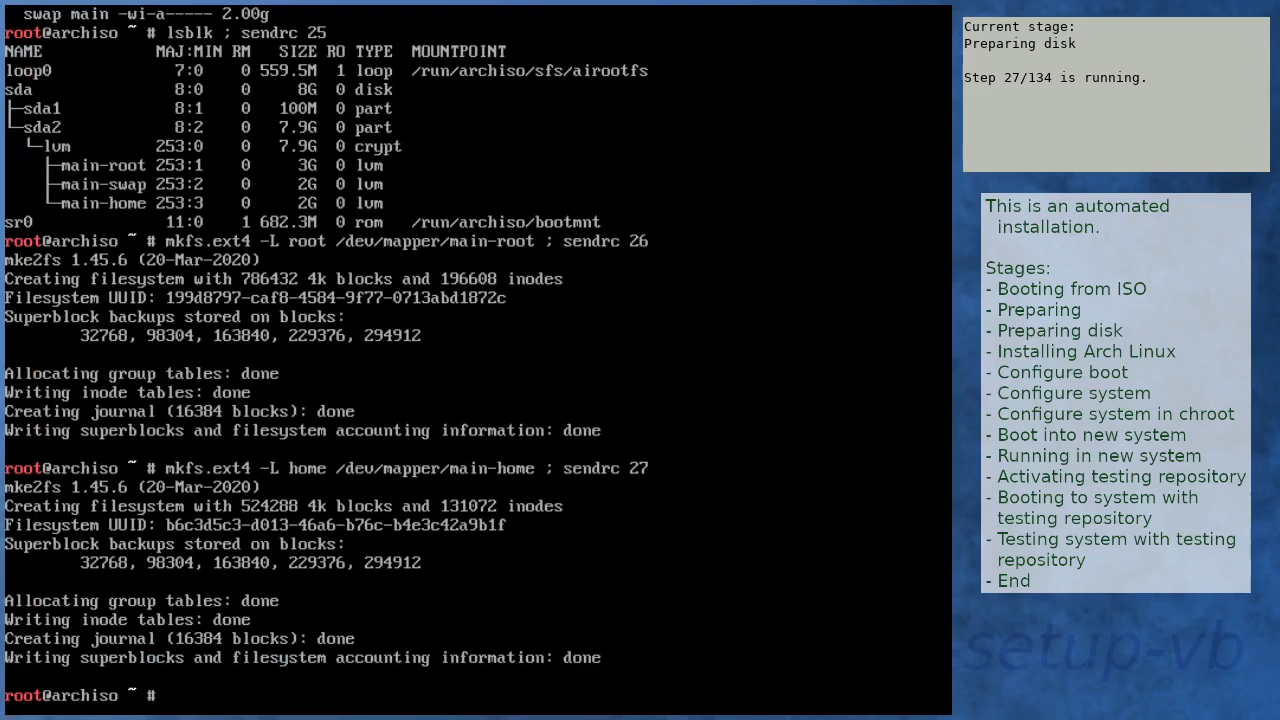 swap main -wi-a----- 2.00g
root@archiso ~ # lsblk ; sendrc 25
NAME            MAJ:MIN RM   SIZE RO TYPE  MOUNTPOINT
loop0             7:0    0 559.5M  1 loop  /run/archiso/sfs/airootfs
sda               8:0    0     8G  0 disk
├─sda1            8:1    0   100M  0 part
└─sda2            8:2    0   7.9G  0 part
  └─lvm         253:0    0   7.9G  0 crypt
    ├─main-root 253:1    0     3G  0 lvm
    ├─main-swap 253:2    0     2G  0 lvm
    └─main-home 253:3    0     2G  0 lvm
sr0              11:0    1 682.3M  0 rom   /run/archiso/bootmnt
root@archiso ~ # mkfs.ext4 -L root /dev/mapper/main-root ; sendrc 26
mke2fs 1.45.6 (20-Mar-2020)
Creating filesystem with 786432 4k blocks and 196608 inodes
Filesystem UUID: 199d8797-caf8-4584-9f77-0713abd1872c
Superblock backups stored on blocks:
        32768, 98304, 163840, 229376, 294912

Allocating group tables: done
Writing inode tables: done
Creating journal (16384 blocks): done
Writing superblocks and filesystem accounting information: done

root@archiso ~ # mkfs.ext4 -L home /dev/mapper/main-home ; sendrc 27
mke2fs 1.45.6 (20-Mar-2020)
Creating filesystem with 524288 4k blocks and 131072 inodes
Filesystem UUID: b6c3d5c3-d013-46a6-b76c-b4e3c42a9b1f
Superblock backups stored on blocks:
        32768, 98304, 163840, 229376, 294912

Allocating group tables: done
Writing inode tables: done
Creating journal (16384 blocks): done
Writing superblocks and filesystem accounting information: done

root@archiso ~ #
Current stage:
Preparing disk

Step 27/134 is running.
This is an automated
installation.

Stages:
- Booting from ISO
- Preparing
- Preparing disk
- Installing Arch Linux
- Configure boot
- Configure system
- Configure system in chroot
- Boot into new system
- Running in new system
- Activating testing repository
- Booting to system with
testing repository
- Testing system with testing
repository
- End
setup-vb